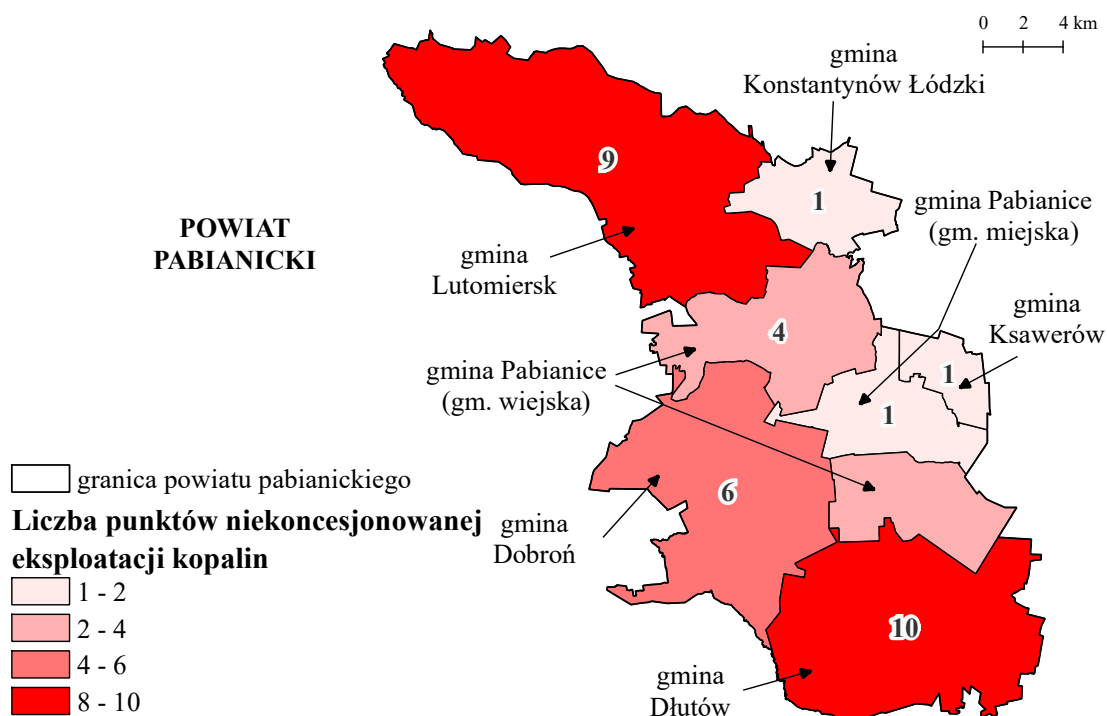 0 2 4 km
gmina
Konstantynów Łódzki
9
1
gmina Pabianice
(gm. miejska)
POWIAT
PABIANICKI
gmina
Lutomiersk
gmina
Ksawerów
4
gmina Pabianice
(gm. wiejska)
1
1
granica powiatu pabianickiego
6
Liczba punktów niekoncesjonowanej
eksploatacji kopalin
gmina
Dobroń
1 - 2
2 - 4
4 - 6
8 - 10
10
gmina
Dłutów